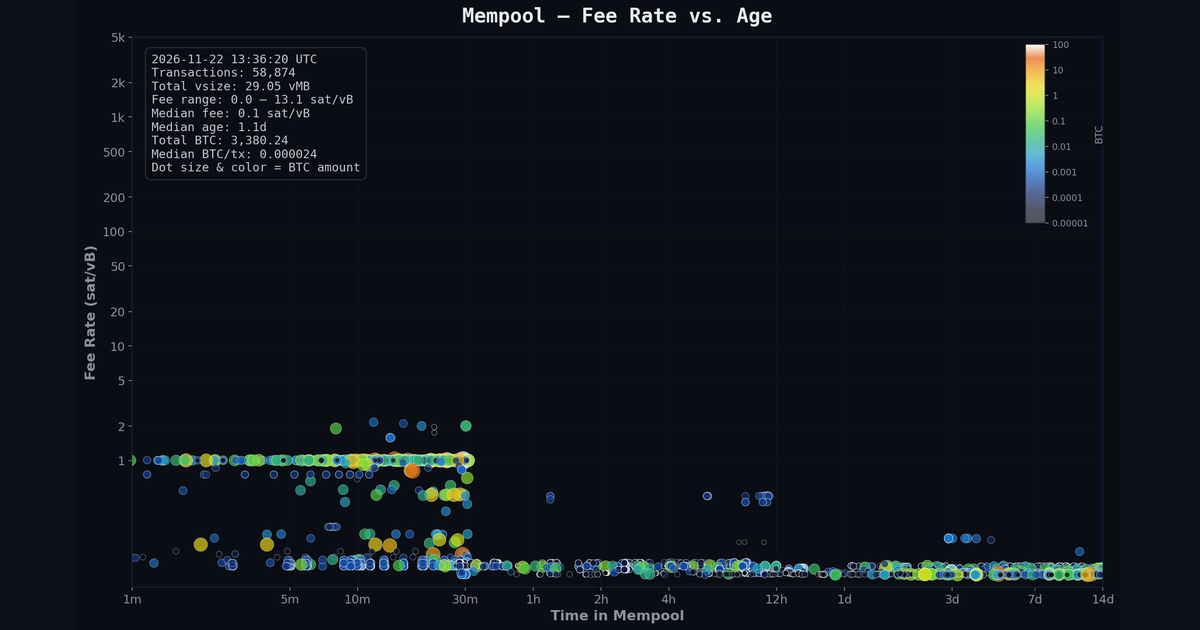 Mempool — Fee Rate vs. Age
2026-11-22 13:36:20 UTC
Transactions: 58,874
Total vsize: 29.05 vMB
Fee range: 0.0 — 13.1 sat/vB
Median fee: 0.1 sat/vB
Median age: 1.1d
Total BTC: 3,380.24
Median BTC/tx: 0.000024
Dot size & color = BTC amount
100
10
1
0.1
0.01
0.001
0.0001
0.00001
BTC
Fee Rate (sat/vB)
5k
2k
1k
500
200
100
50
20
10
5
2
1
1m 5m 10m 30m 1h 2h 4h 12h 1d 3d 7d 14d
Time in Mempool